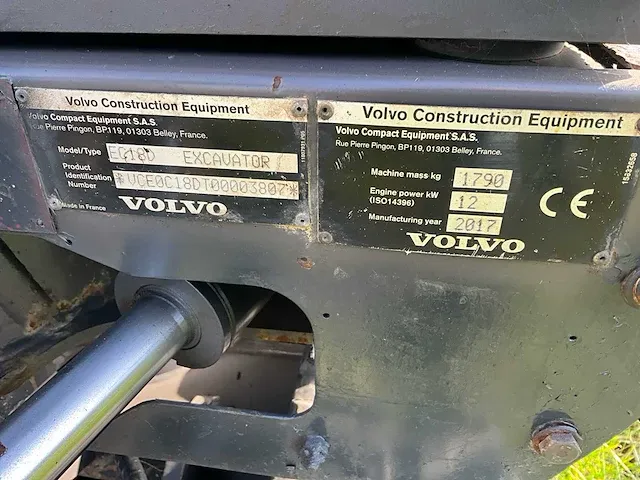 Volvo Construction Equipment
Volvo Compact Equipment S.A.S.
Rue Pierre Pingon, BP119, 01303 Belley, France.
Model/Type EC18D EXCAVATOR
Product
Identification *VCE0C18DT00003807*
Number
Made in France VOLVO
Volvo Construction Equipment
Volvo Compact Equipment S.A.S.
Rue Pierre Pingon, BP119, 01303 Belley, France.
Machine mass kg 1790
Engine power kW 12
(ISO14396)
Manufacturing year 2017
CE
VOLVO